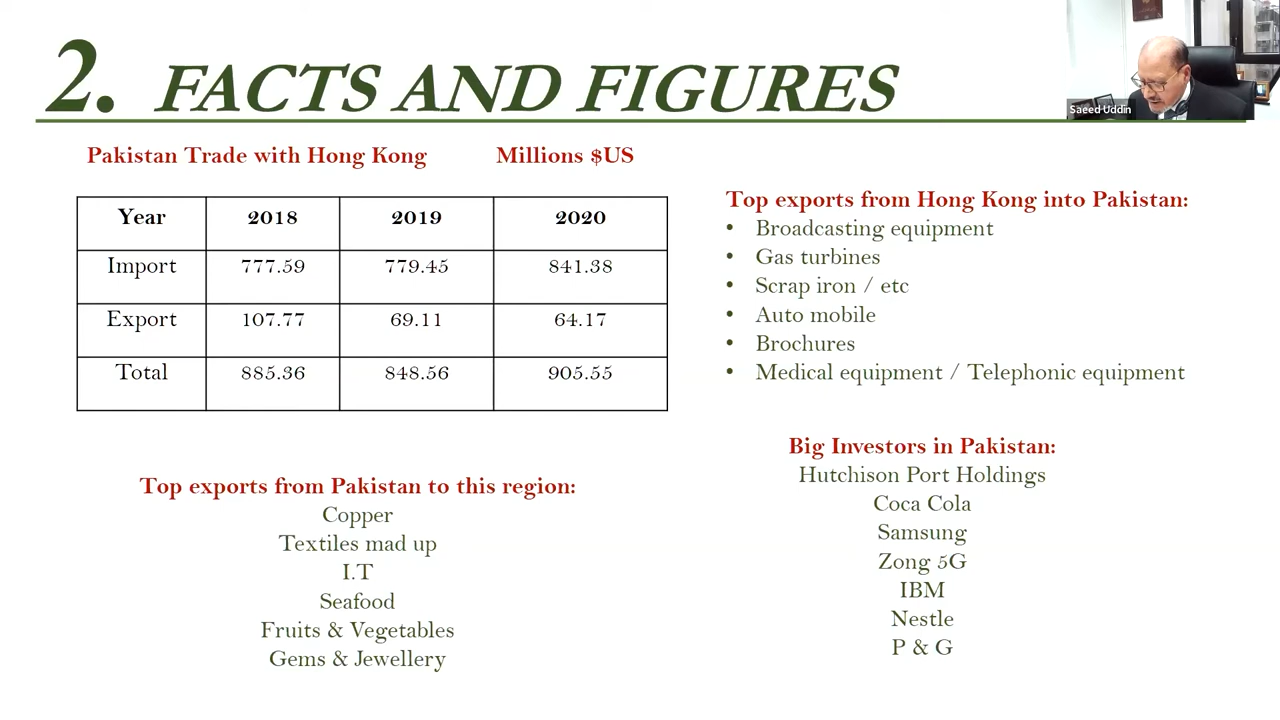 2. FACTS AND FIGURES
Saeed Uddin
Pakistan Trade with Hong Kong Millions $US
Year 2018 2019 2020
Import 777.59 779.45 841.38
Export 107.77 69.11 64.17
Total 885.36 848.56 905.55
Top exports from Pakistan to this region:
Copper
Textiles mad up
I.T
Seafood
Fruits & Vegetables
Gems & Jewellery
Top exports from Hong Kong into Pakistan:
• Broadcasting equipment
• Gas turbines
• Scrap iron / etc
• Auto mobile
• Brochures
• Medical equipment / Telephonic equipment
Big Investors in Pakistan:
Hutchison Port Holdings
Coca Cola
Samsung
Zong 5G
IBM
Nestle
P & G